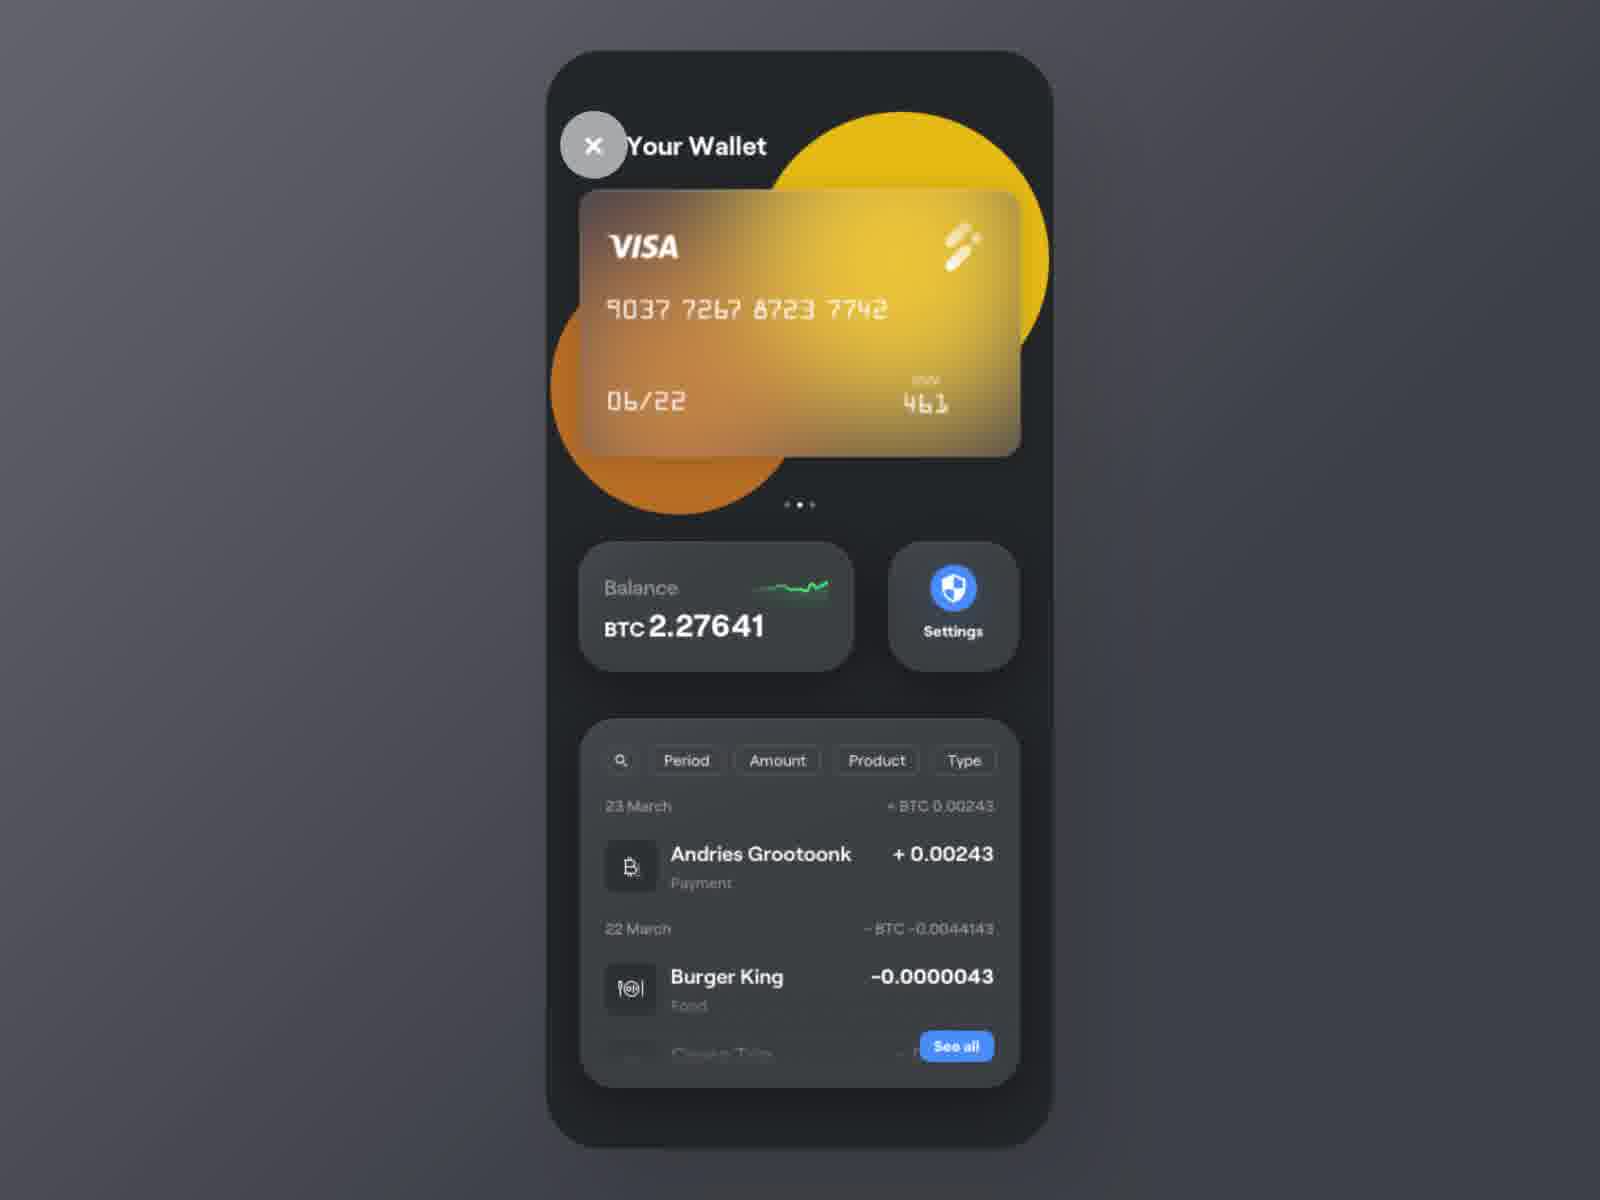 Your Wallet
VISA
9037 7267 8723 7742
06/22
461
Balance
BTC 2.27641
Settings
Period Amount Product Type
23 March + BTC 0.00243
Andries Grootoonk + 0.00243
Payment
22 March - BTC -0.0044143
Burger King -0.0000043
Food
See all